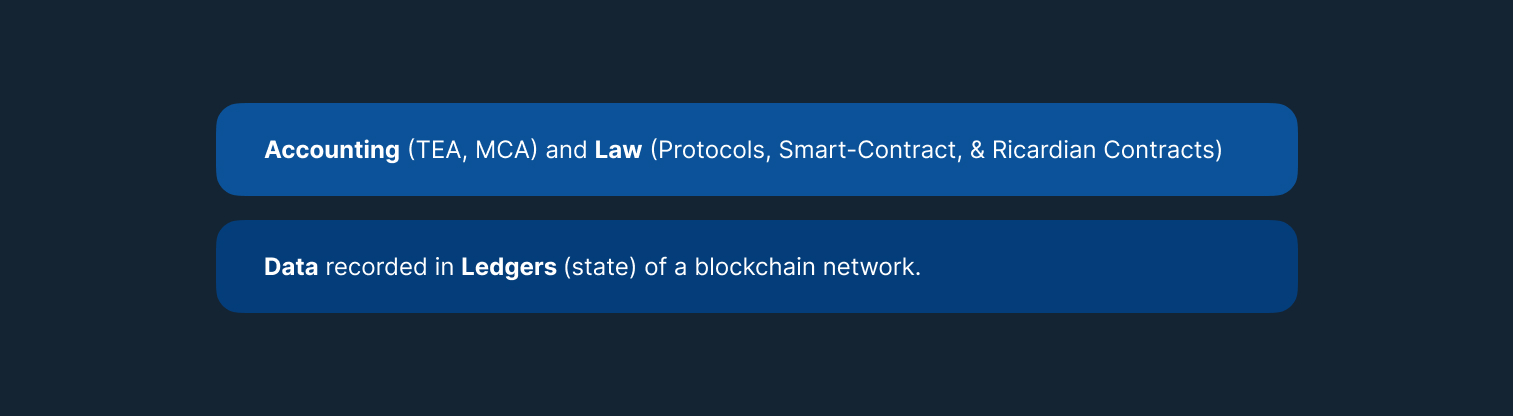 Accounting (TEA, MCA) and Law (Protocols, Smart-Contract, & Ricardian Contracts)
Data recorded in Ledgers (state) of a blockchain network.